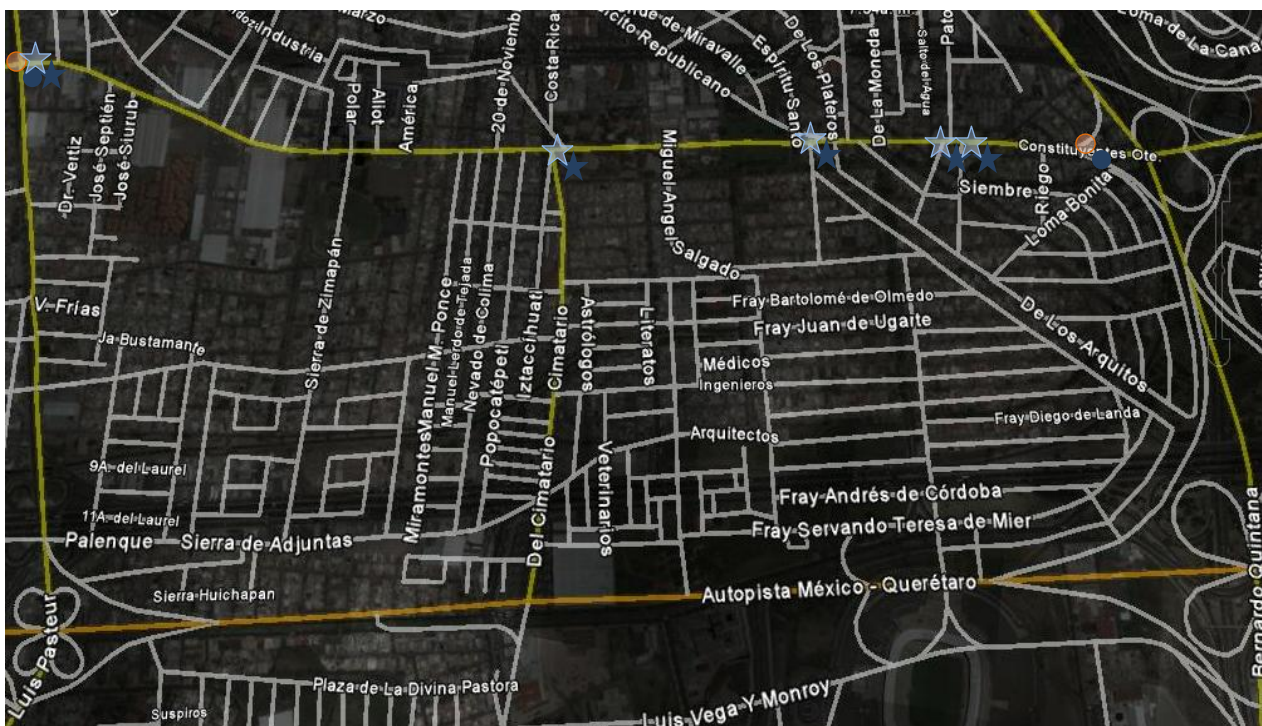 Marzo
Industria
Costa-Rica
20 de Noviemb
Ejército Republicano
Conde de Miravalle
Espíritu Santo
De Los Plateros
De La Moneda
Salto del Agua
Loma-De-La-Cana
Polar
Aliot
América
Dr. Vertiz
José Septién
José Siurub
Miguel Angel Salgado
Constituyentes Ote.
Siembre
Riego
Loma Bonita
V. Frías
Ja Bustamante
Sierra de Zimapán
Manuel M. Ponce
Manuel Lerdo de Tejada
Nevado de Colima
Popocatépetl
Iztaccíhuatl
Cimatario
Astrólogos
Literatos
Fray Bartolomé de Olmedo
Fray Juan de Ugarte
De Los Arquitos
Médicos
Ingenieros
Fray Diego de Landa
Arquitectos
Miramontes
Del Cimatario
Veterinarios
9A. del Laurel
11A. del Laurel
Palenque
Sierra de Adjuntas
Fray Andrés de Córdoba
Fray Servando Teresa de Mier
Bernardo Quintana
Sierra Huichapan
Autopista México - Querétaro
Luis Pasteur
Plaza de La Divina Pastora
Suspiros
Luis Vega Y Monroy